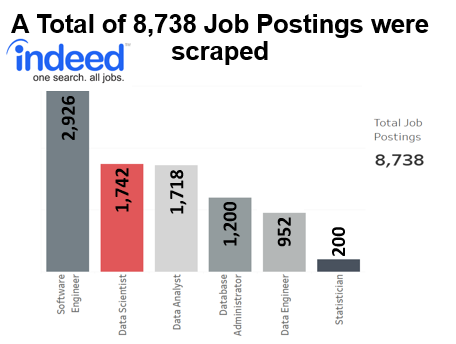 A Total of 8,738 Job Postings were
scraped
indeed™
one search. all jobs.
2,926
1,742
1,718
1,200
952
200
Total Job
Postings
8,738
Software
Engineer
Data Scientist
Data Analyst
Database
Administrator
Data Engineer
Statistician